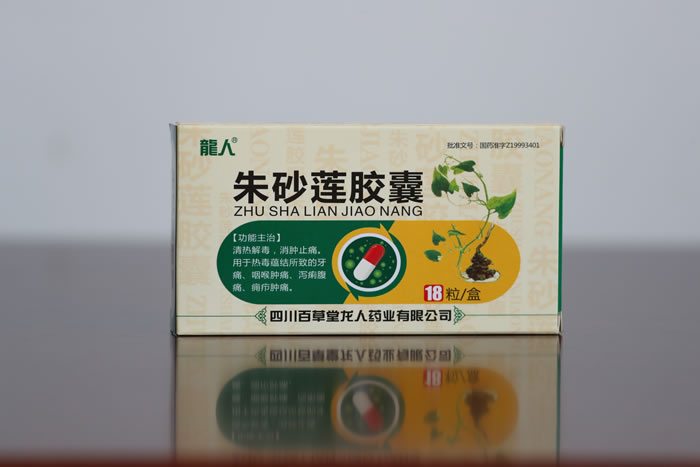 龍人®
批准文号：国药准字Z19993401
朱砂莲胶囊
ZHU SHA LIAN JIAO NANG
【功能主治】
清热解毒，消肿止痛。
用于热毒蕴结所致的牙
痛、咽喉肿痛、泻痢腹
痛、痈疖肿痛。
18粒/盒
四川百草堂龙人药业有限公司